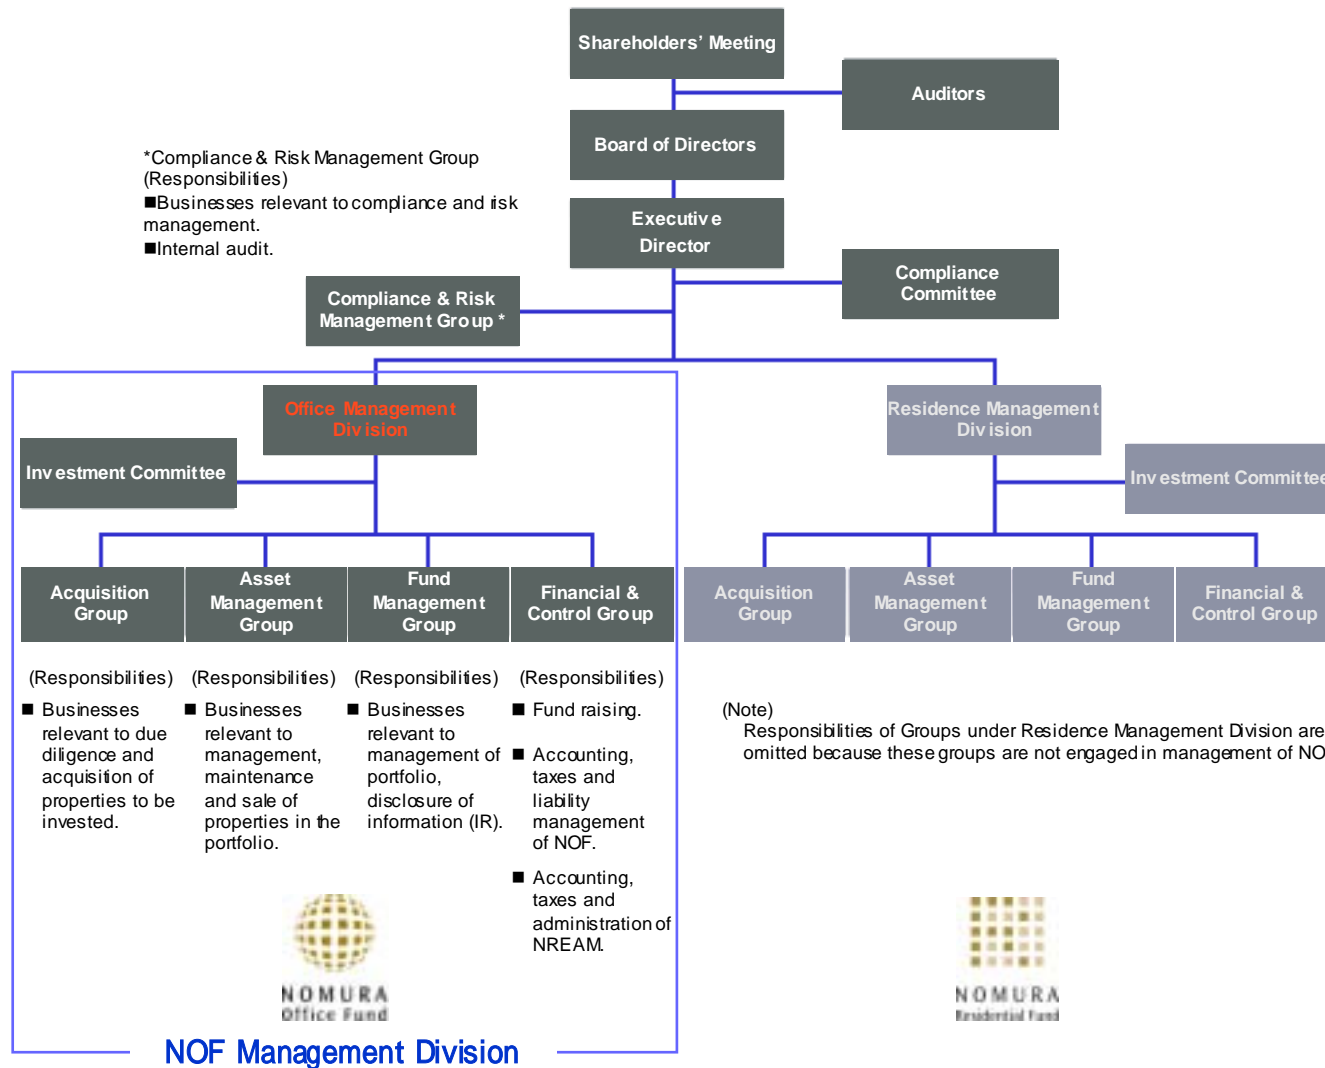 Shareholders' Meeting
Auditors
Board of Directors
*Compliance & Risk Management Group
(Responsibilities)
■Businesses relevant to compliance and risk
management.
■Internal audit.
Executive
Director
Compliance
Committee
Compliance & Risk
Management Group *
Office Management
Division
Residence Management
Division
Investment Committee
Investment Committee
Acquisition
Group
Asset
Management
Group
Fund
Management
Group
Financial &
Control Group
Acquisition
Group
Asset
Management
Group
Fund
Management
Group
Financial &
Control Group
(Responsibilities)
■ Businesses
relevant to due
diligence and
acquisition of
properties to be
invested.
(Responsibilities)
■ Businesses
relevant to
management,
maintenance
and sale of
properties in the
portfolio.
(Responsibilities)
■ Businesses
relevant to
management of
portfolio,
disclosure of
information (IR).
(Responsibilities)
■ Fund raising.
■ Accounting,
taxes and
liability
management
of NOF.
■ Accounting,
taxes and
administration of
NREAM.
(Note)
Responsibilities of Groups under Residence Management Division are
omitted because these groups are not engaged in management of NO
NOMURA
Office Fund
NOMURA
Residential Fund
NOF Management Division